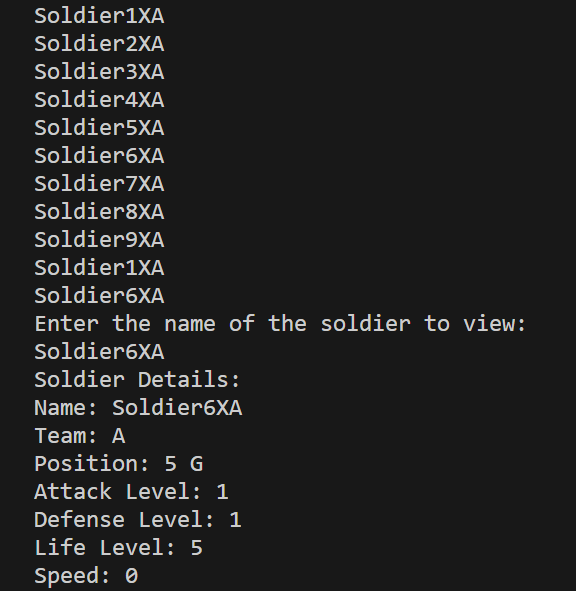 Soldier1XA
Soldier2XA
Soldier3XA
Soldier4XA
Soldier5XA
Soldier6XA
Soldier7XA
Soldier8XA
Soldier9XA
Soldier1XA
Soldier6XA
Enter the name of the soldier to view:
Soldier6XA
Soldier Details:
Name: Soldier6XA
Team: A
Position: 5 G
Attack Level: 1
Defense Level: 1
Life Level: 5
Speed: 0